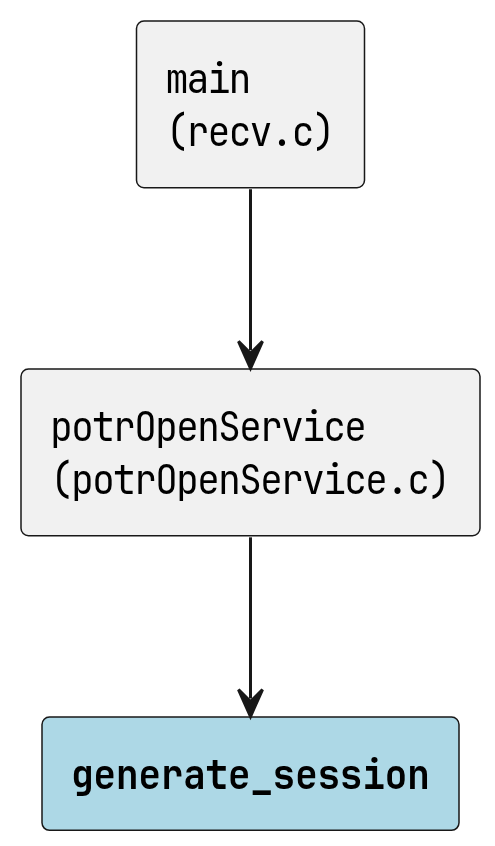 main
(recv.c)
potrOpenService
(potrOpenService.c)
generate_session